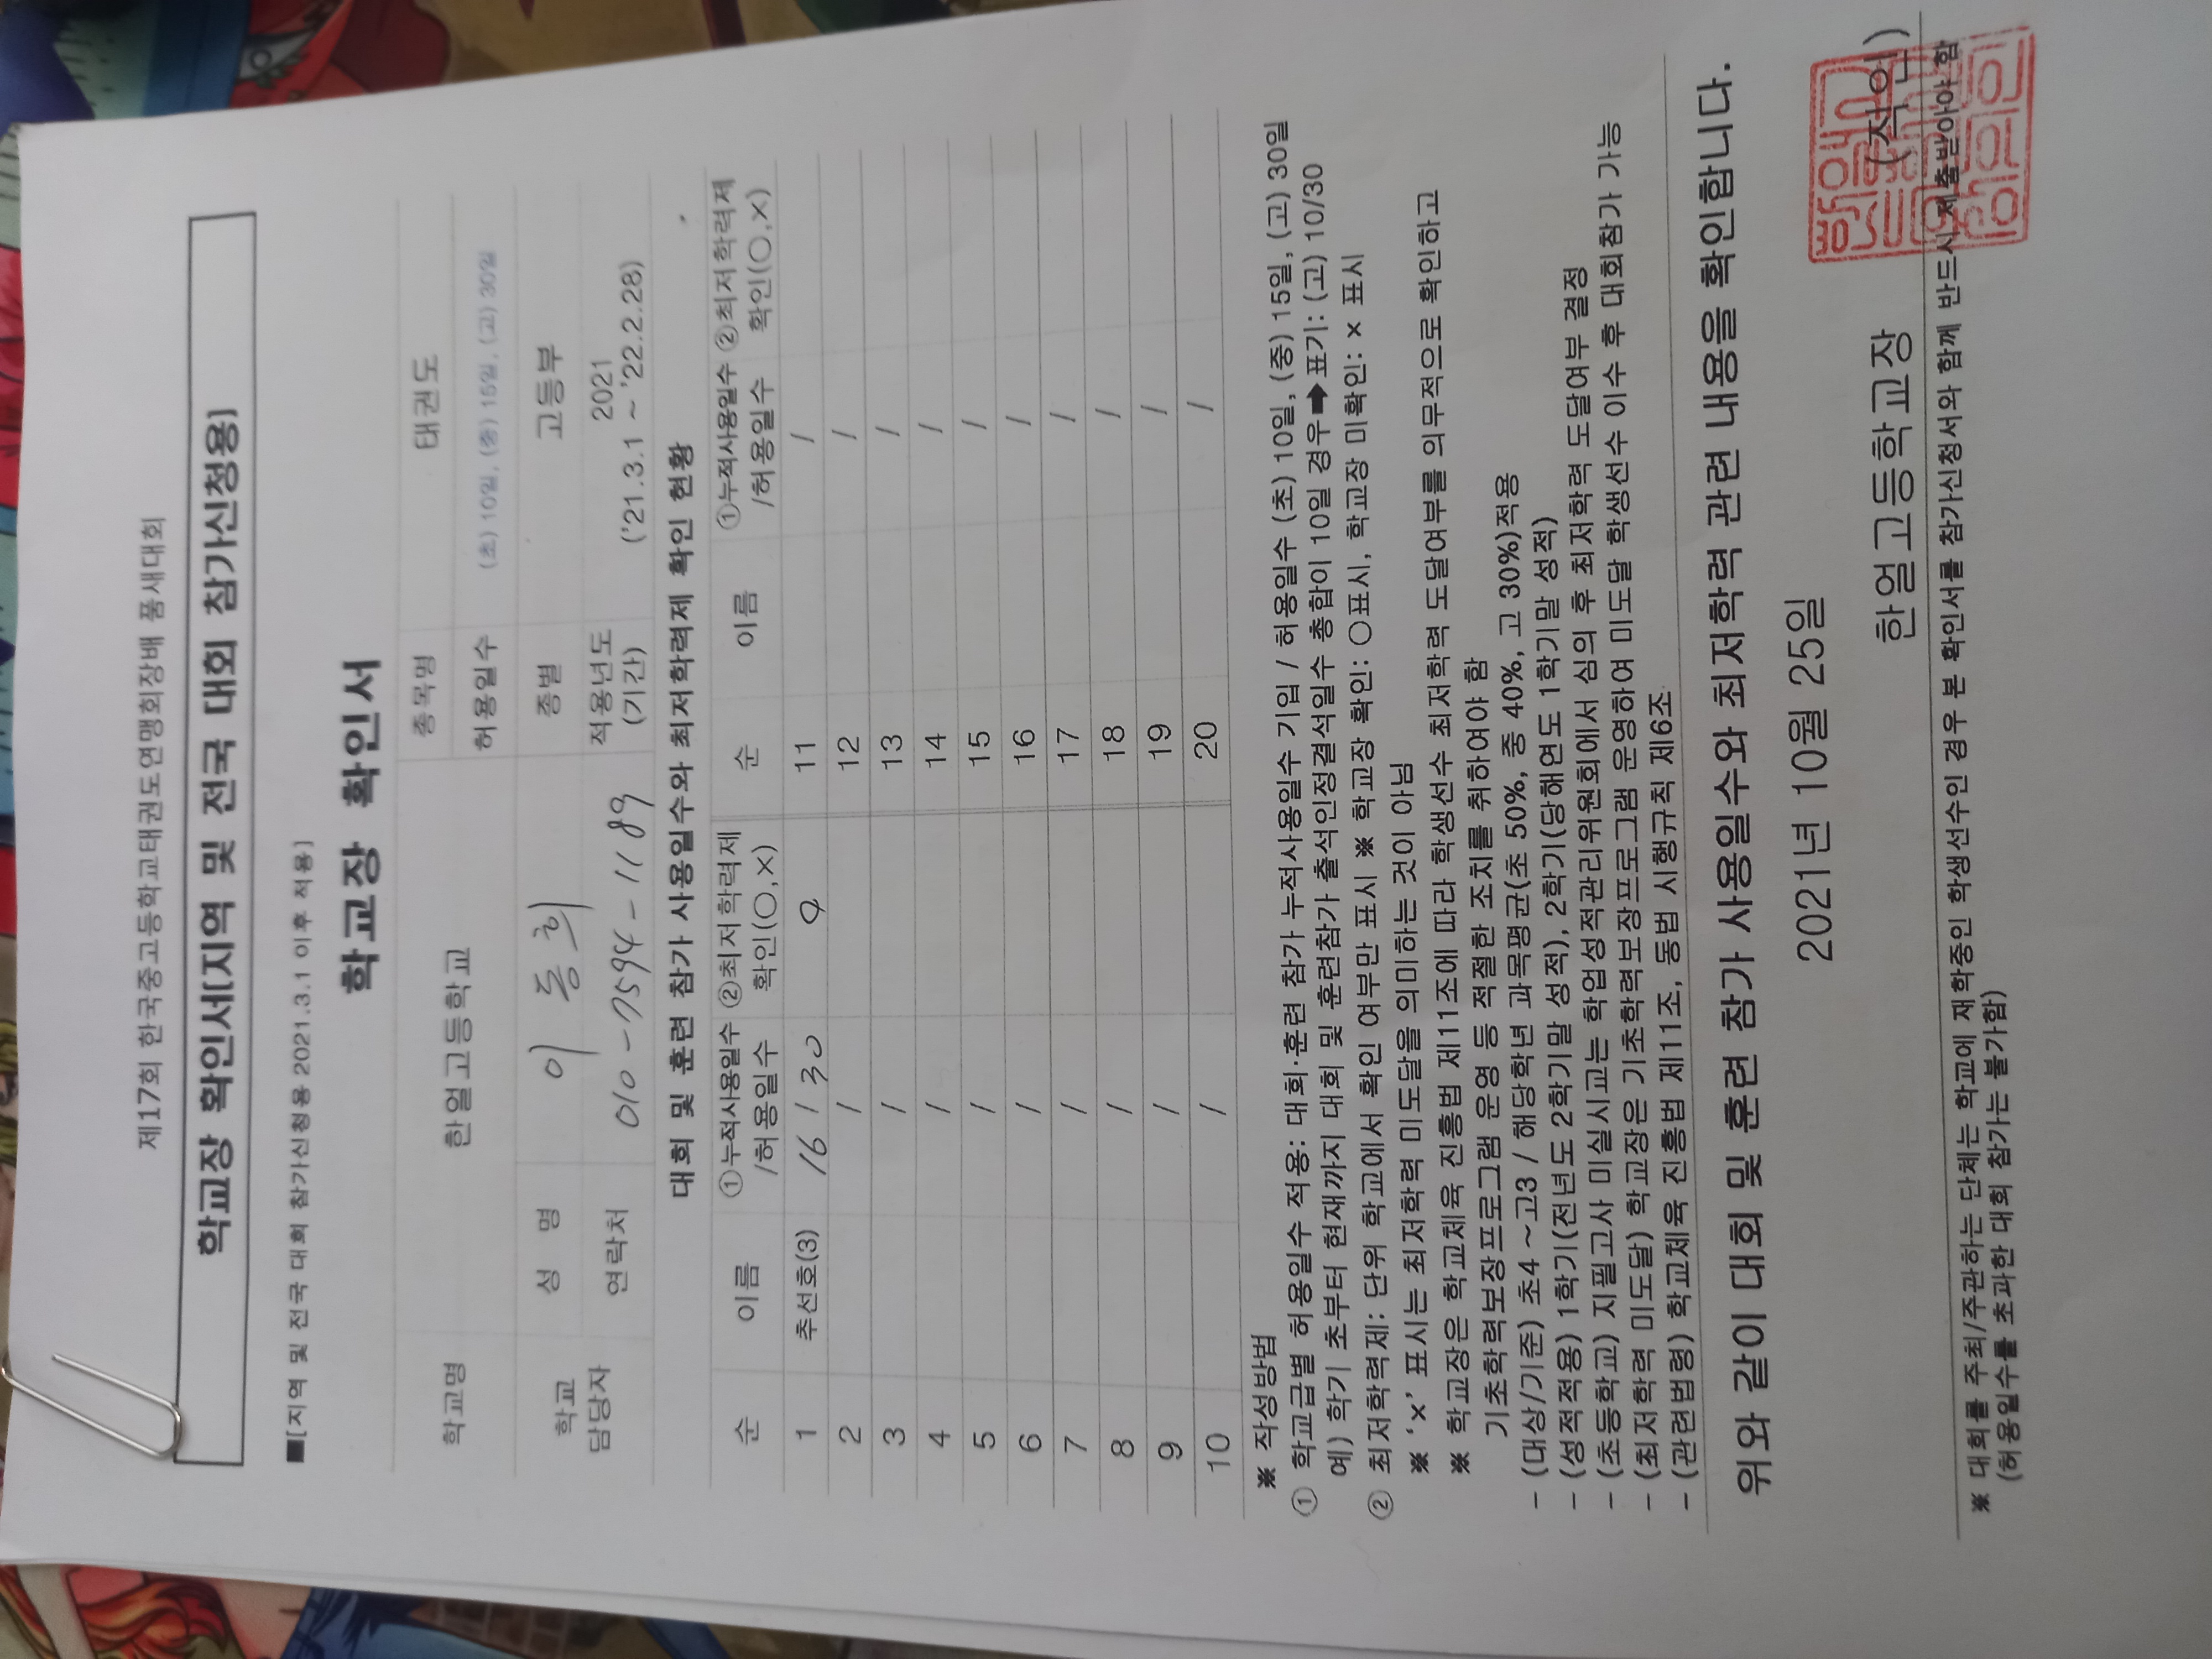 제17회 한국중고등학교태권도연맹회장배 품새대회
학교장 확인서(지역 및 전국 대회 참가신청용)
■[지역 및 전국 대회 참가신청용 2021.3.1 이후 적용]
학교장 확인서
학교명 한얼고등학교 종목명 태권도
허용일수 (초) 10일, (중) 15일, (고) 30일
학교 담당자 성 명 이 동 희 종별 고등부
연락처 010-7594-1189 적용년도 (기간) 2021 ('21.3.1 ~ '22.2.28)
대회 및 훈련 참가 사용일수와 최저학력제 확인 현황
순 이름 ①누적사용일수 /허용일수 ②최저학력제 확인(○,×) 순 이름 ①누적사용일수 /허용일수 ②최저학력제 확인(○,×)
1 추선호(3) 16 / 30 ○ 11 /
2 / 12 /
3 / 13 /
4 / 14 /
5 / 15 /
6 / 16 /
7 / 17 /
8 / 18 /
9 / 19 /
10 / 20 /
※ 작성방법
① 학교급별 허용일수 적용: 대회·훈련 참가 누적사용일수 기입 / 허용일수 (초) 10일, (중) 15일, (고) 30일
예) 학기 초부터 현재까지 대회 및 훈련참가 출석인정결석일수 총합이 10일 경우➡표기: (고) 10/30
② 최저학력제: 단위 학교에서 확인 여부만 표시 ※ 학교장 확인: ○표시, 학교장 미확인: × 표시
※ '×' 표시는 최저학력 미도달을 의미하는 것이 아님
※ 학교장은 학교체육 진흥법 제11조에 따라 학생선수 최저학력 도달여부를 의무적으로 확인하고
기초학력보장프로그램 운영 등 적절한 조치를 취하여야 함
- (대상/기준) 초4 ~고3 / 해당학년 과목평균(초 50%, 중 40%, 고 30%)적용
- (성적적용) 1학기(전년도 2학기말 성적), 2학기(당해연도 1학기말 성적)
- (초등학교) 지필고사 미실시교는 학업성적관리위원회에서 심의 후 최저학력 도달여부 결정
- (최저학력 미도달) 학교장은 기초학력보장프로그램 운영하여 미도달 학생선수 이수 후 대회참가 가능
- (관련법령) 학교체육 진흥법 제11조, 동법 시행규칙 제6조
위와 같이 대회 및 훈련 참가 사용일수와 최저학력 관련 내용을 확인합니다.
2021년 10월 25일
한얼고등학교장 (직인)
※ 대회를 주최/주관하는 단체는 학교에 재학중인 학생선수인 경우 본 확인서를 참가신청서와 함께 반드시 제출받아야 함
(허용일수를 초과한 대회 참가는 불가함)